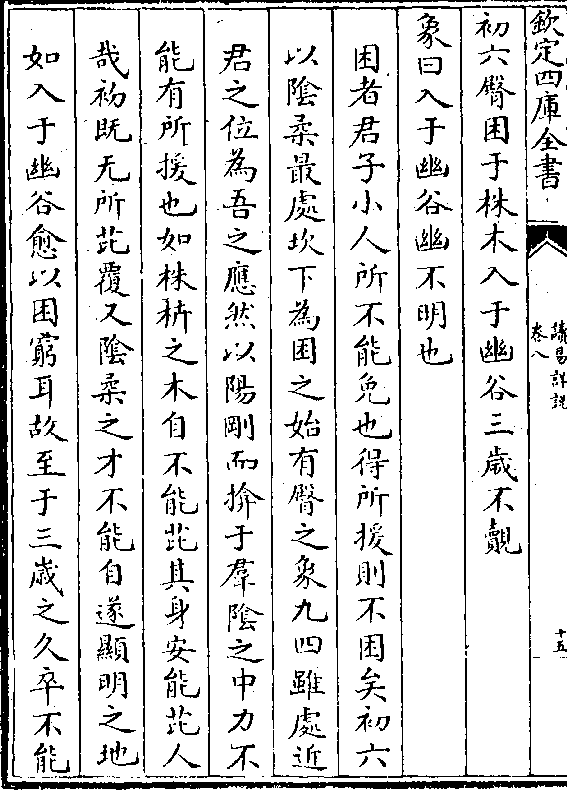 欽定四庫全書
讀易詳說
卷八
十五
初六臀困于株木入于幽谷三歲不覿
象曰入于幽谷幽不明也
困者君子小人所不能免也得所援則不困矣初六
以陰柔最處坎下為困之始有臀之象九四雖處近
君之位為吾之應然以陽剛而揜于羣陰之中力不
能有所援也如株枿之木自不能芘其身安能芘人
哉初既无所芘覆又陰柔之才不能自遂顯明之地
如入于幽谷愈以困窮耳故至于三歲之久卒不能